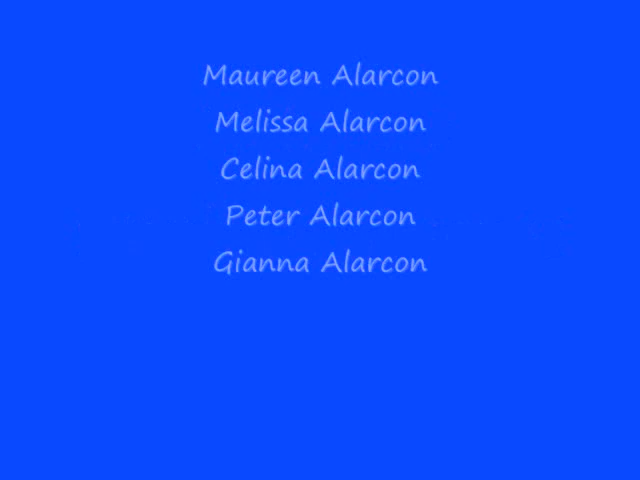 Maureen Alarcon
Melissa Alarcon
Celina Alarcon
Peter Alarcon
Gianna Alarcon